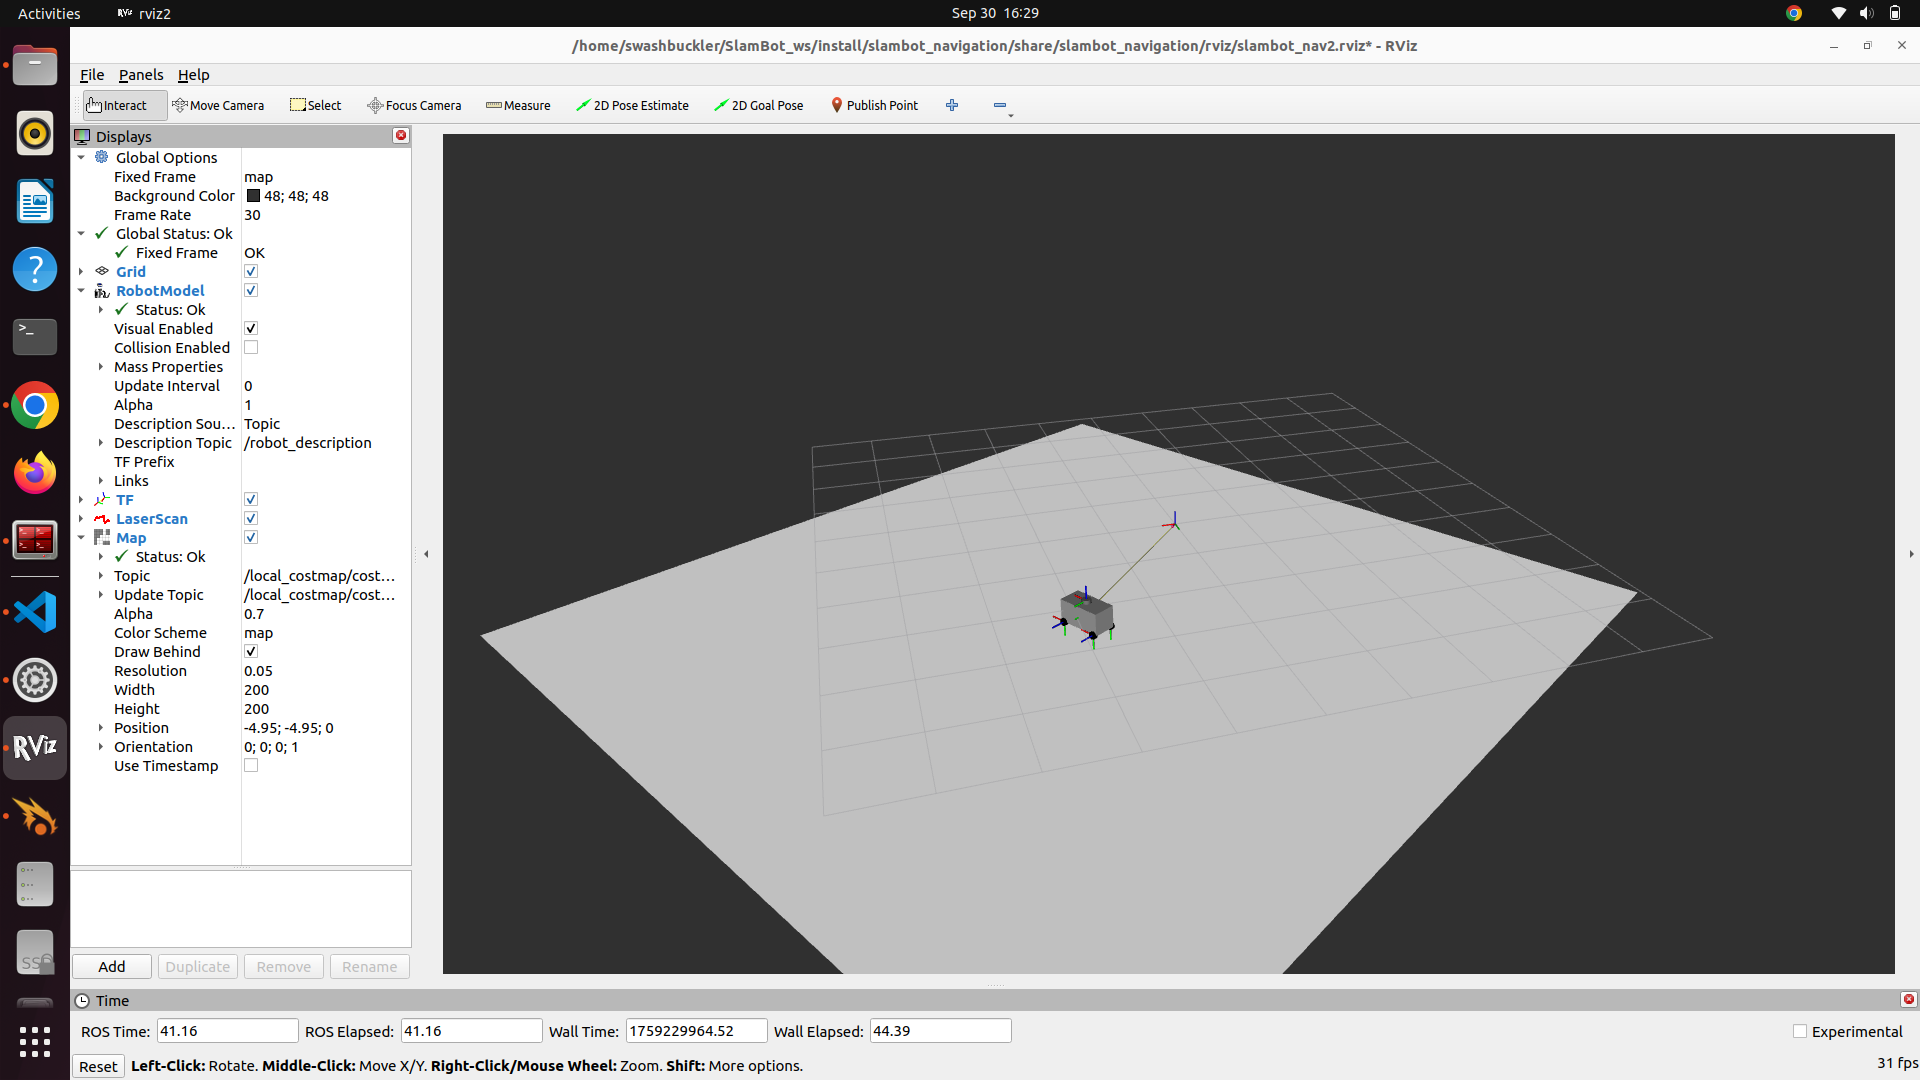 Activities
rviz2
Sep 30 16:29
/home/swashbuckler/SlamBot_ws/install/slambot_navigation/share/slambot_navigation/rviz/slambot_nav2.rviz* - RViz
File Panels Help
Interact Move Camera Select Focus Camera Measure 2D Pose Estimate 2D Goal Pose Publish Point
Displays
Global Options
Fixed Frame map
Background Color 48; 48; 48
Frame Rate 30
Global Status: Ok
Fixed Frame OK
Grid
RobotModel
Status: Ok
Visual Enabled
Collision Enabled
Mass Properties
Update Interval 0
Alpha 1
Description Sou... Topic
Description Topic /robot_description
TF Prefix
Links
TF
LaserScan
Map
Status: Ok
Topic /local_costmap/cost...
Update Topic /local_costmap/cost...
Alpha 0.7
Color Scheme map
Draw Behind
Resolution 0.05
Width 200
Height 200
Position -4.95; -4.95; 0
Orientation 0; 0; 0; 1
Use Timestamp
RViz
SSD
Add Duplicate Remove Rename
Time
ROS Time: 41.16 ROS Elapsed: 41.16 Wall Time: 1759229964.52 Wall Elapsed: 44.39 Experimental
Reset Left-Click: Rotate. Middle-Click: Move X/Y. Right-Click/Mouse Wheel: Zoom. Shift: More options. 31 fps